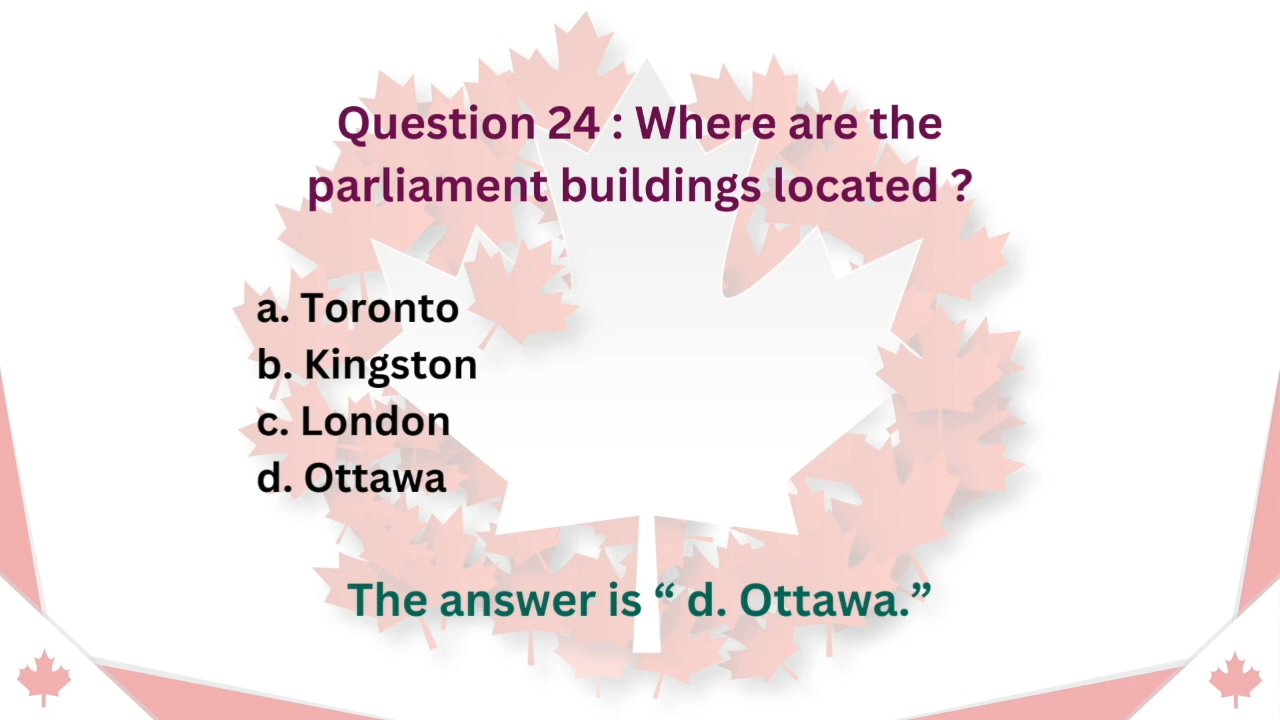 Question 24 : Where are the
parliament buildings located ?
a. Toronto
b. Kingston
c. London
d. Ottawa
The answer is “ d. Ottawa.”